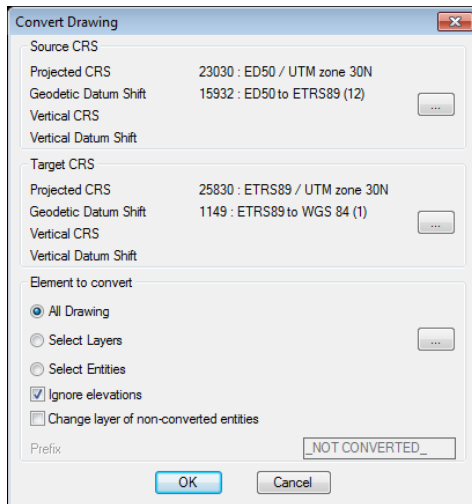 Convert Drawing
Source CRS
Projected CRS 23030 : ED50 / UTM zone 30N
Geodetic Datum Shift 15932 : ED50 to ETRS89 (12)
...
Vertical CRS
Vertical Datum Shift
Target CRS
Projected CRS 25830 : ETRS89 / UTM zone 30N
Geodetic Datum Shift 1149 : ETRS89 to WGS 84 (1)
...
Vertical CRS
Vertical Datum Shift
Element to convert
All Drawing
Select Layers
...
Select Entities
Ignore elevations
Change layer of non-converted entities
Prefix _NOT CONVERTED_
OK Cancel